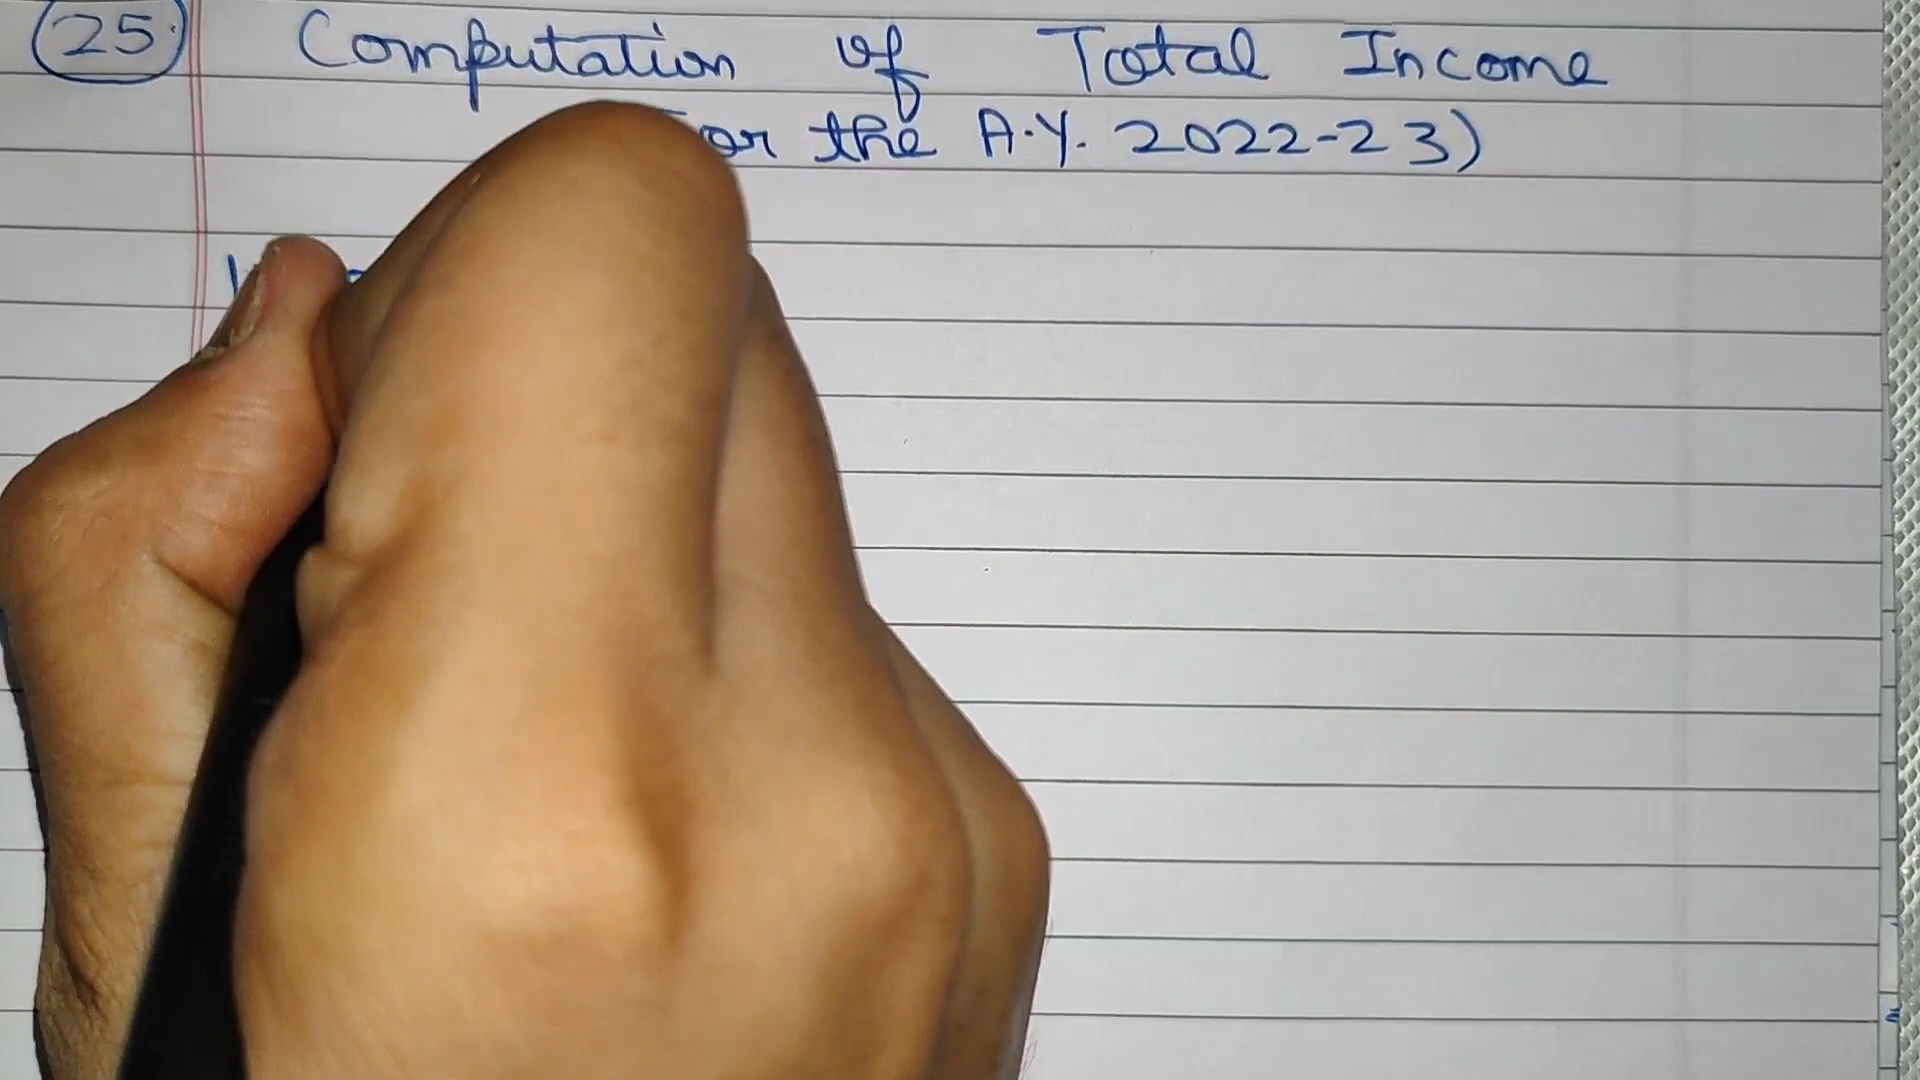 25. Computation of Total Income
or the A.Y. 2022-23)